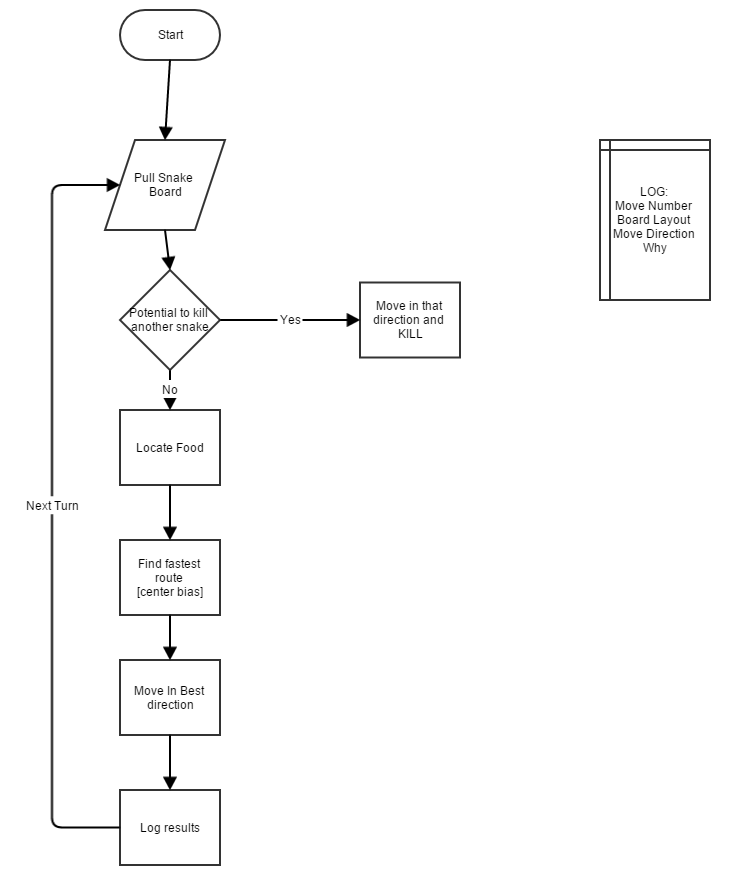 Start
Pull Snake
Board
LOG:
Move Number
Board Layout
Move Direction
Why
Potential to kill
another snake
Yes
Move in that
direction and
KILL
No
Locate Food
Next Turn
Find fastest
route
[center bias]
Move In Best
direction
Log results